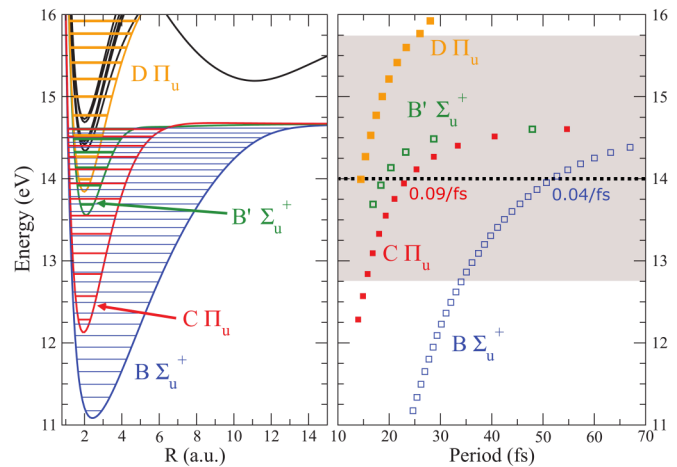 16
15
14
13
12
11
Energy (eV)
D Π_u
B' Σ_u^+
C Π_u
B Σ_u^+
0 2 4 6 8 10 12 14
R (a.u.)
D Π_u
B' Σ_u^+
0.09/fs
0.04/fs
C Π_u
B Σ_u^+
10 20 30 40 50 60 70
Period (fs)
16
15
14
13
12
11